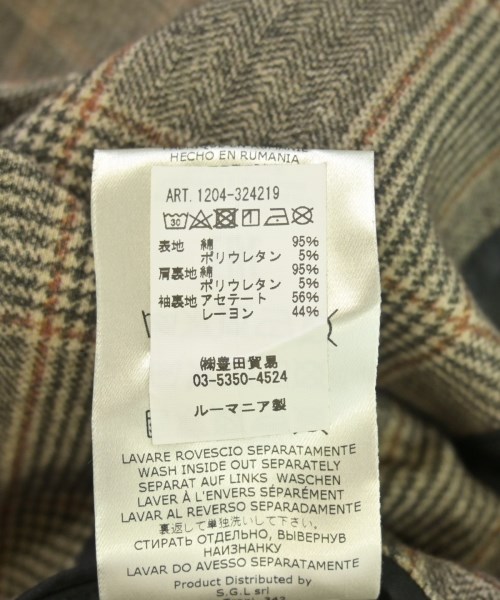 HECHO EN RUMANIA
ART. 1204-324219
30
表地 綿 95%
ポリウレタン 5%
肩裏地 綿 95%
ポリウレタン 5%
袖裏地 アセテート 56%
レーヨン 44%
㈱豊田貿易
03-5350-4524
ルーマニア製
LAVARE ROVESCIO SEPARATAMENTE
WASH INSIDE OUT SEPARATELY
SEPARAT AUF LINKS WASCHEN
LAVER À L'ENVERS SÉPARÉMENT
LAVAR AL REVERSO SEPARADAMENTE
裏返して単独洗いして下さい。
СТИРАТЬ ОТДЕЛЬНО, ВЫВЕРНУВ
НАИЗНАНКУ
LAVAR DO AVESSO SEPARATAMENTE
Product Distributed by
S.G.L srl